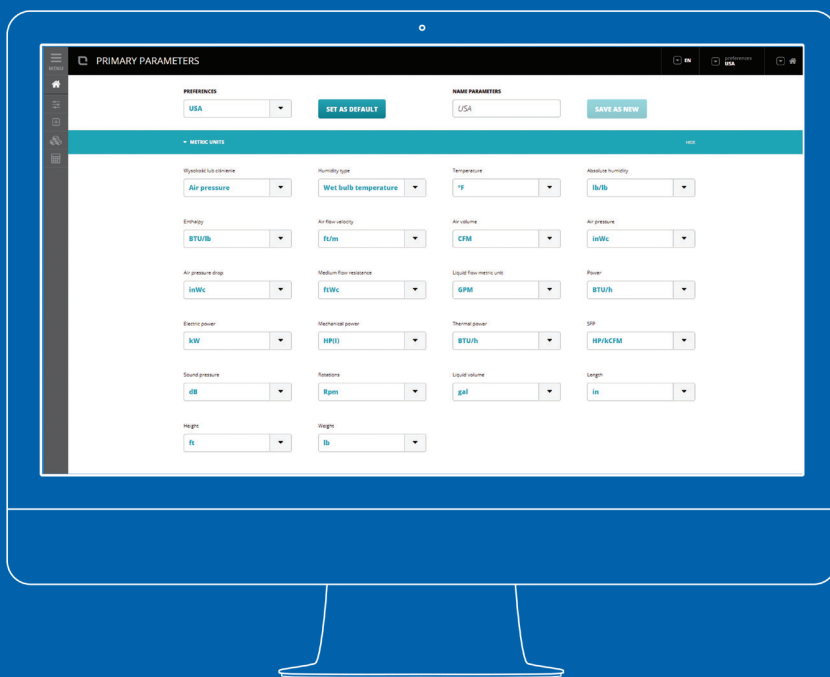 MENU
PRIMARY PARAMETERS
EN
preferences
USA
PREFERENCES
NAME PARAMETERS
USA
SET AS DEFAULT
USA
SAVE AS NEW
METRIC UNITS
HIDE
Wysokość lub ciśnienie
Humidity type
Temperature
Absolute humidity
Air pressure
Wet bulb temperature
°F
lb/lb
Enthalpy
Air flow velocity
Air volume
Air pressure
BTU/lb
ft/m
CFM
inWc
Air pressure drop
Medium flow resistance
Liquid flow metric unit
Power
inWc
ftWc
GPM
BTU/h
Electric power
Mechanical power
Thermal power
SFP
kW
HP(I)
BTU/h
HP/kCFM
Sound pressure
Rotations
Liquid volume
Length
dB
Rpm
gal
in
Height
Weight
ft
lb